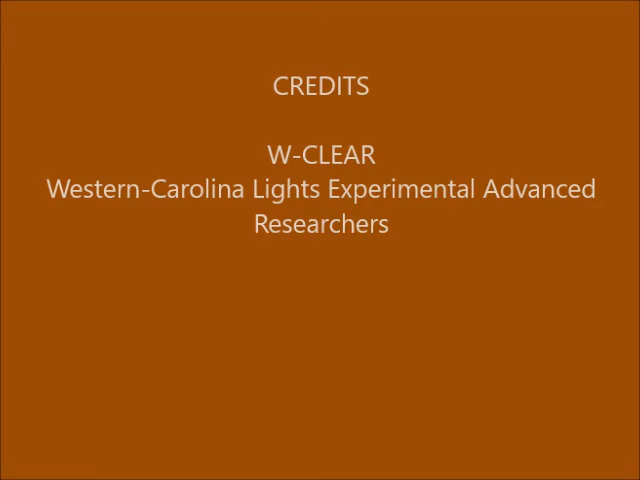 CREDITS
W-CLEAR
Western-Carolina Lights Experimental Advanced
Researchers